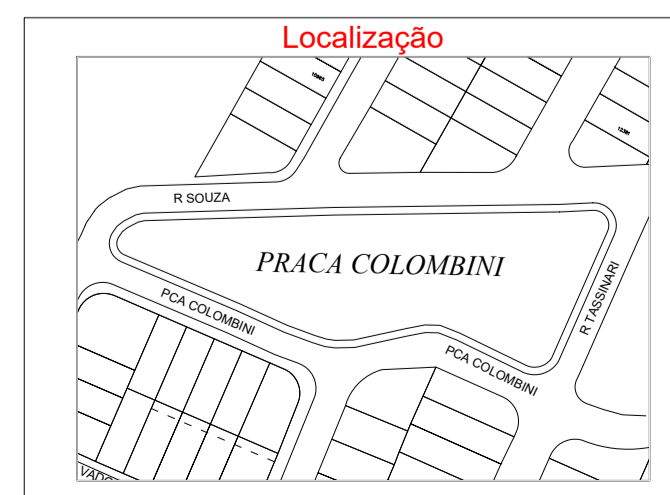 Localização
R SOUZA
PRACA COLOMBINI
PCA COLOMBINI
PCA COLOMBINI
R TASSINARI